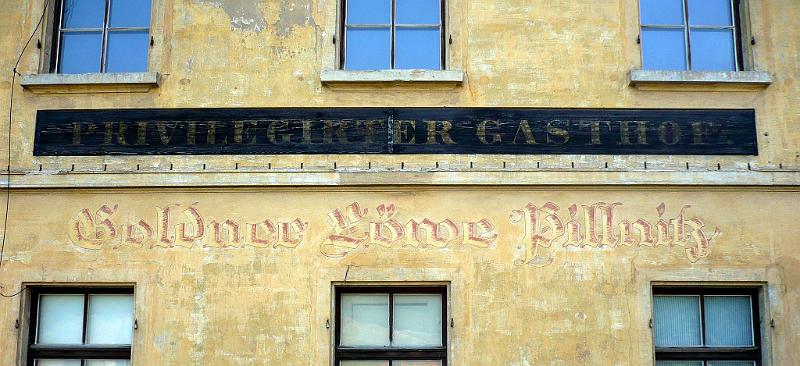 PRIVILEGIRTER GASTHOF
Goldner Löwe Pillnitz